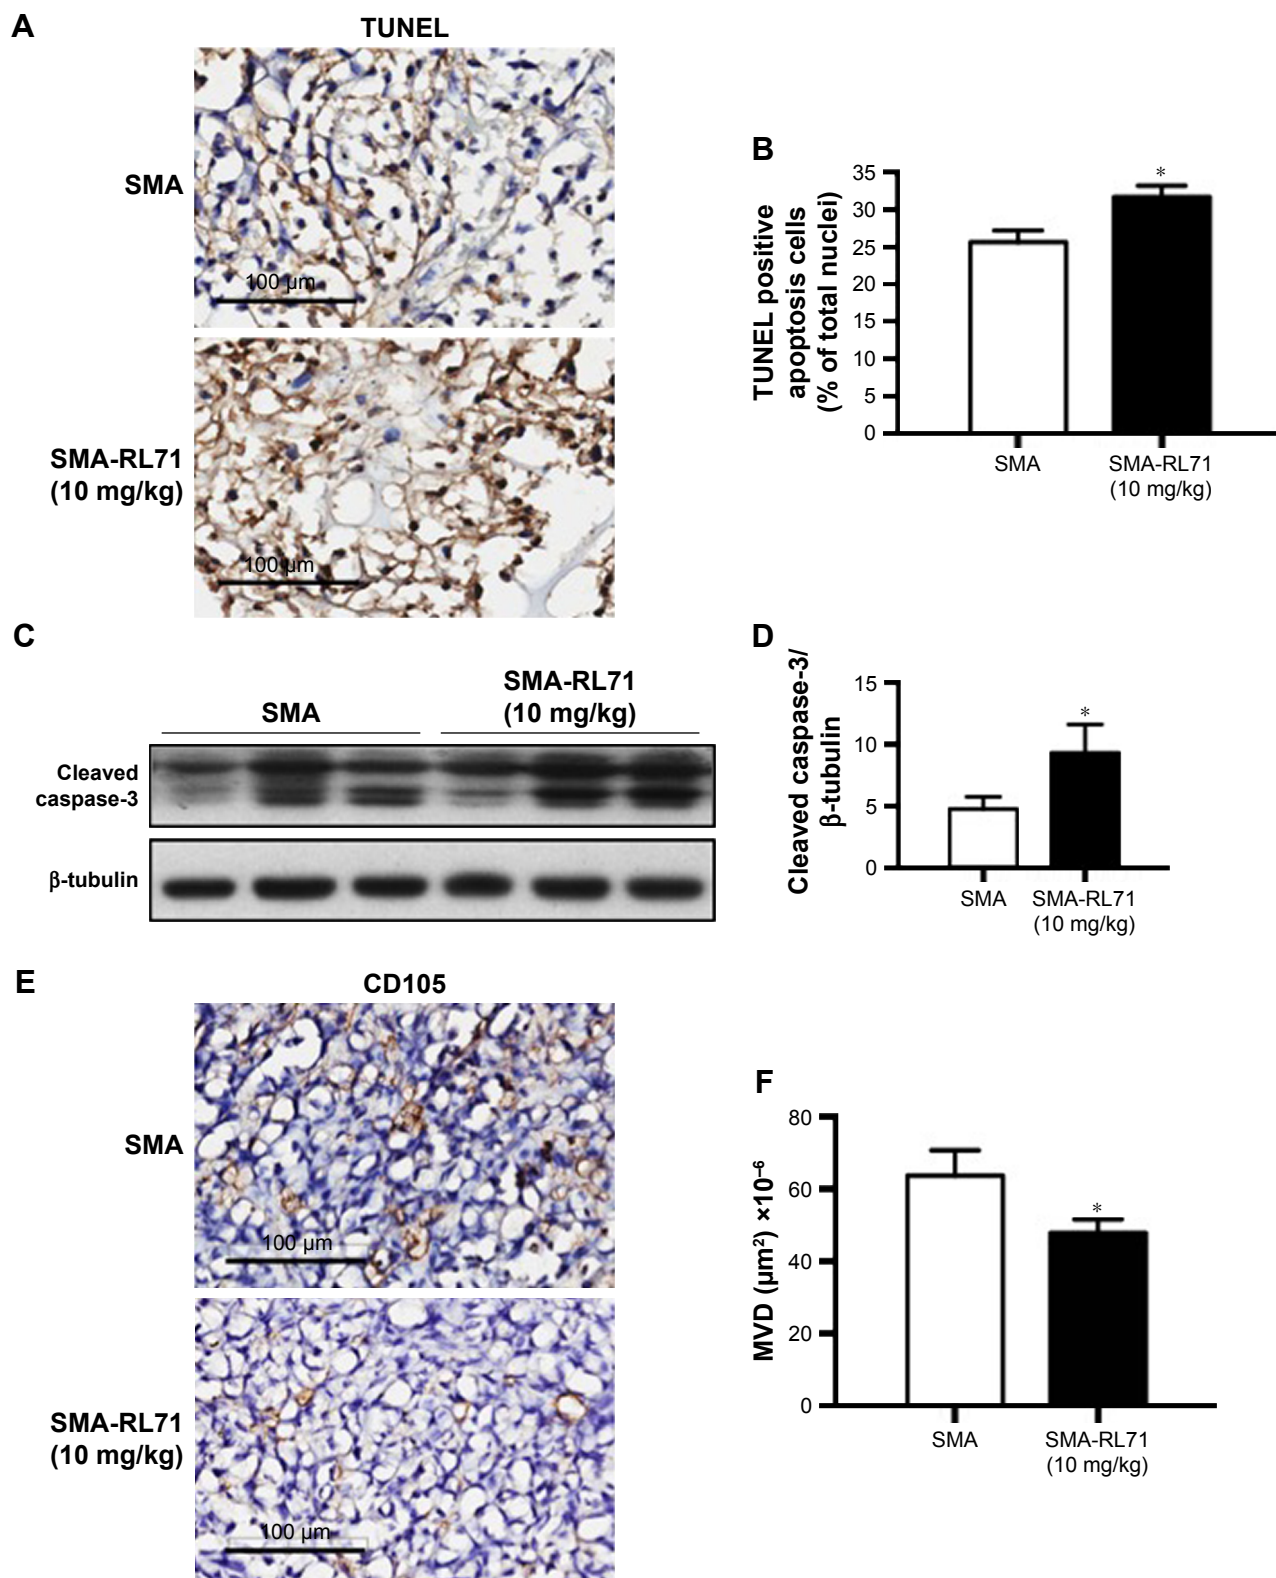 A
TUNEL
SMA
100 µm
SMA-RL71
(10 mg/kg)
100 µm
B
TUNEL positive
apoptosis cells
(% of total nuclei)
35
30
25
20
15
10
5
0
*
SMA
SMA-RL71
(10 mg/kg)
C
SMA
SMA-RL71
(10 mg/kg)
Cleaved
caspase-3
β-tubulin
D
Cleaved caspase-3/
β-tubulin
15
10
5
0
*
SMA
SMA-RL71
(10 mg/kg)
E
CD105
SMA
100 µm
SMA-RL71
(10 mg/kg)
100 µm
F
MVD (µm²) ×10⁻⁶
80
60
40
20
0
*
SMA
SMA-RL71
(10 mg/kg)